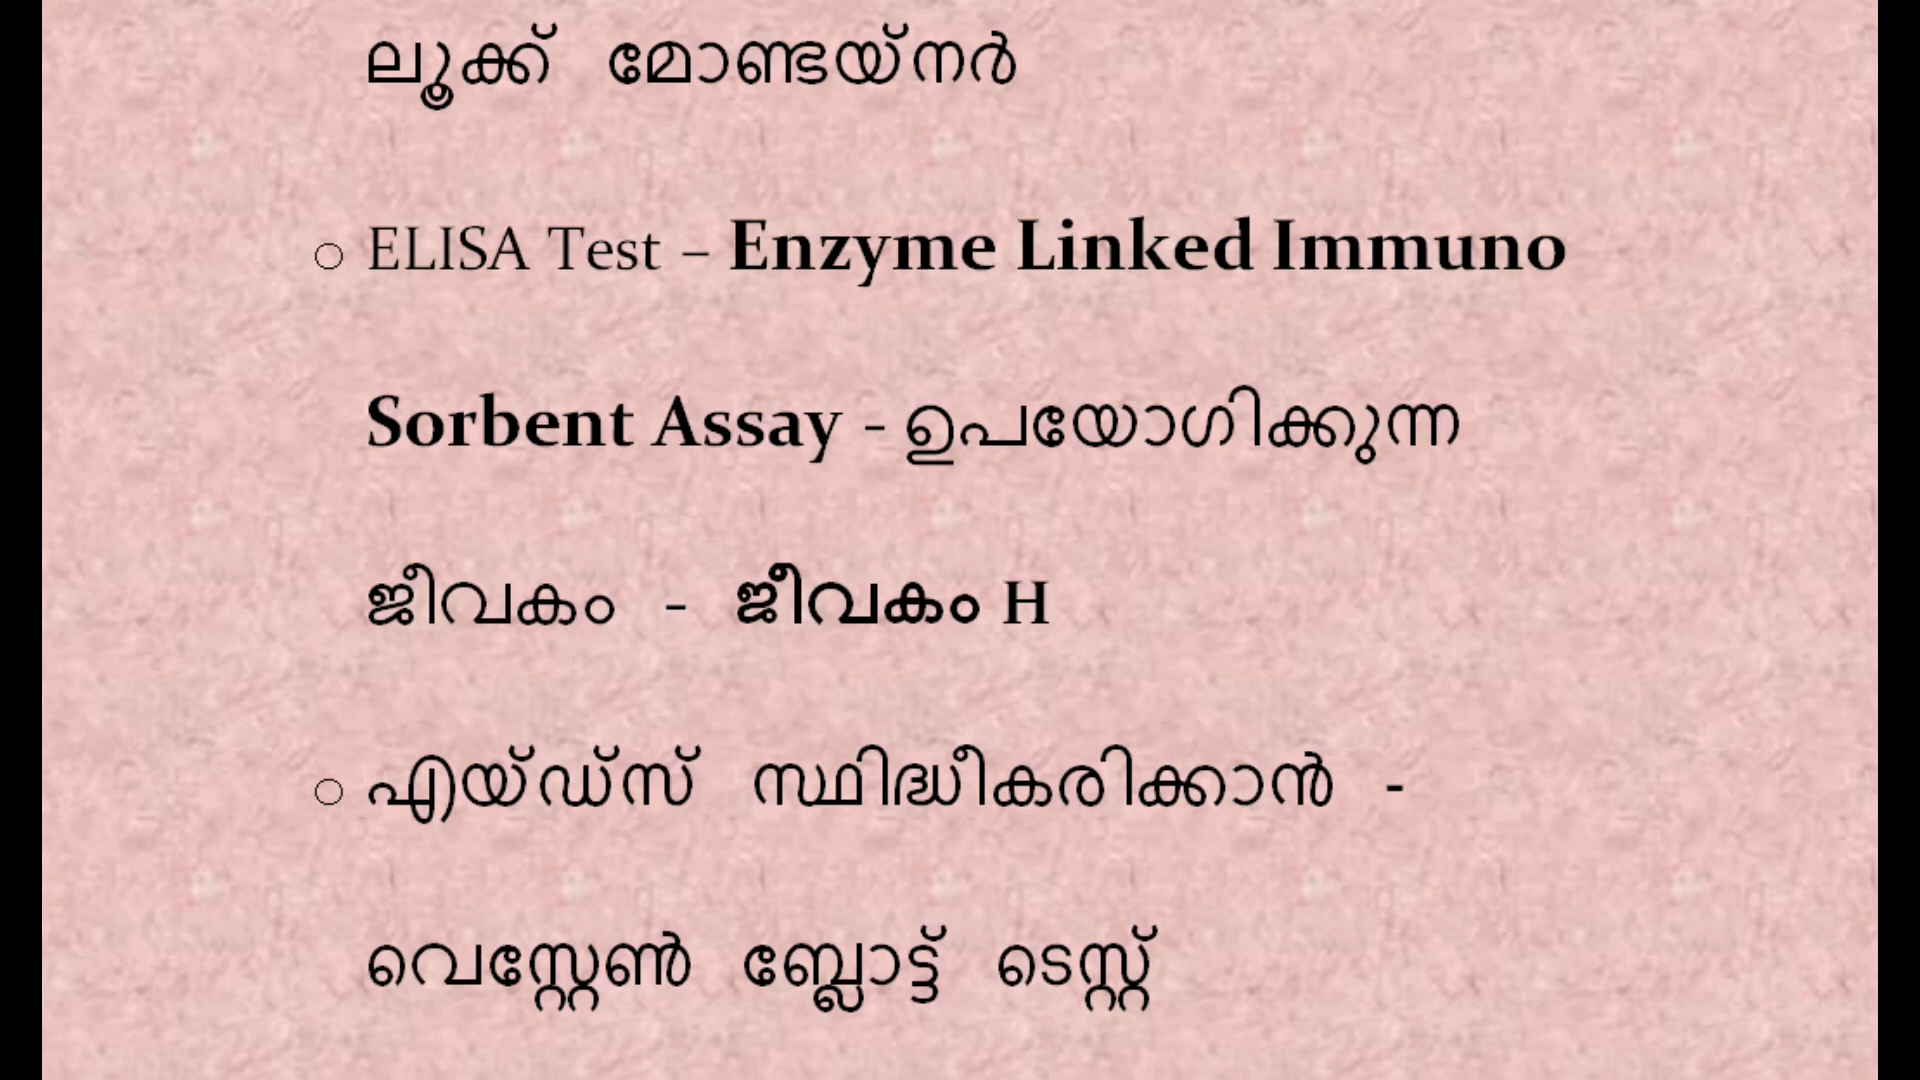 ലൂക്ക് മോണ്ടയ്നർ
○ ELISA Test – Enzyme Linked Immuno
Sorbent Assay - ഉപയോഗിക്കുന്ന
ജീവകം - ജീവകം H
○ എയ്ഡ്സ് സ്ഥിദ്ധീകരിക്കാൻ -
വെസ്റ്റേൺ ബ്ലോട്ട് ടെസ്റ്റ്